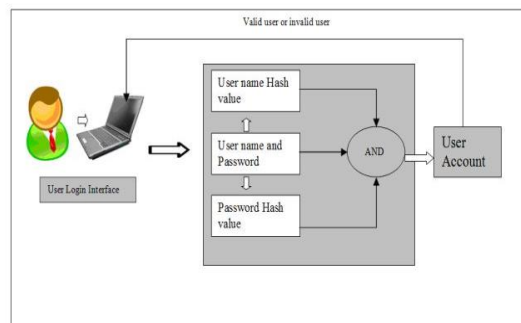 Valid user or invalid user
User name Hash
value
User name and
Password
AND
User
Account
User Login Interface
Password Hash
value